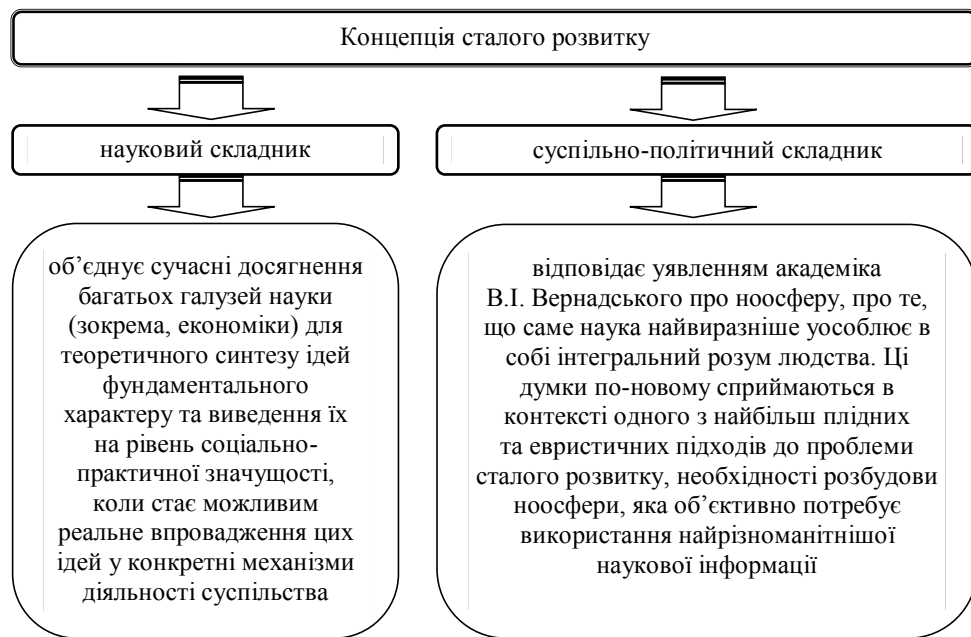 Концепція сталого розвитку
науковий складник
суспільно-політичний складник
об’єднує сучасні досягнення
багатьох галузей науки
(зокрема, економіки) для
теоретичного синтезу ідей
фундаментального
характеру та виведення їх
на рівень соціально-
практичної значущості,
коли стає можливим
реальне впровадження цих
ідей у конкретні механізми
діяльності суспільства
відповідає уявленням академіка
В.І. Вернадського про ноосферу, про те,
що саме наука найвиразніше уособлює в
собі інтегральний розум людства. Ці
думки по-новому сприймаються в
контексті одного з найбільш плідних
та евристичних підходів до проблеми
сталого розвитку, необхідності розбудови
ноосфери, яка об’єктивно потребує
використання найрізноманітнішої
наукової інформації